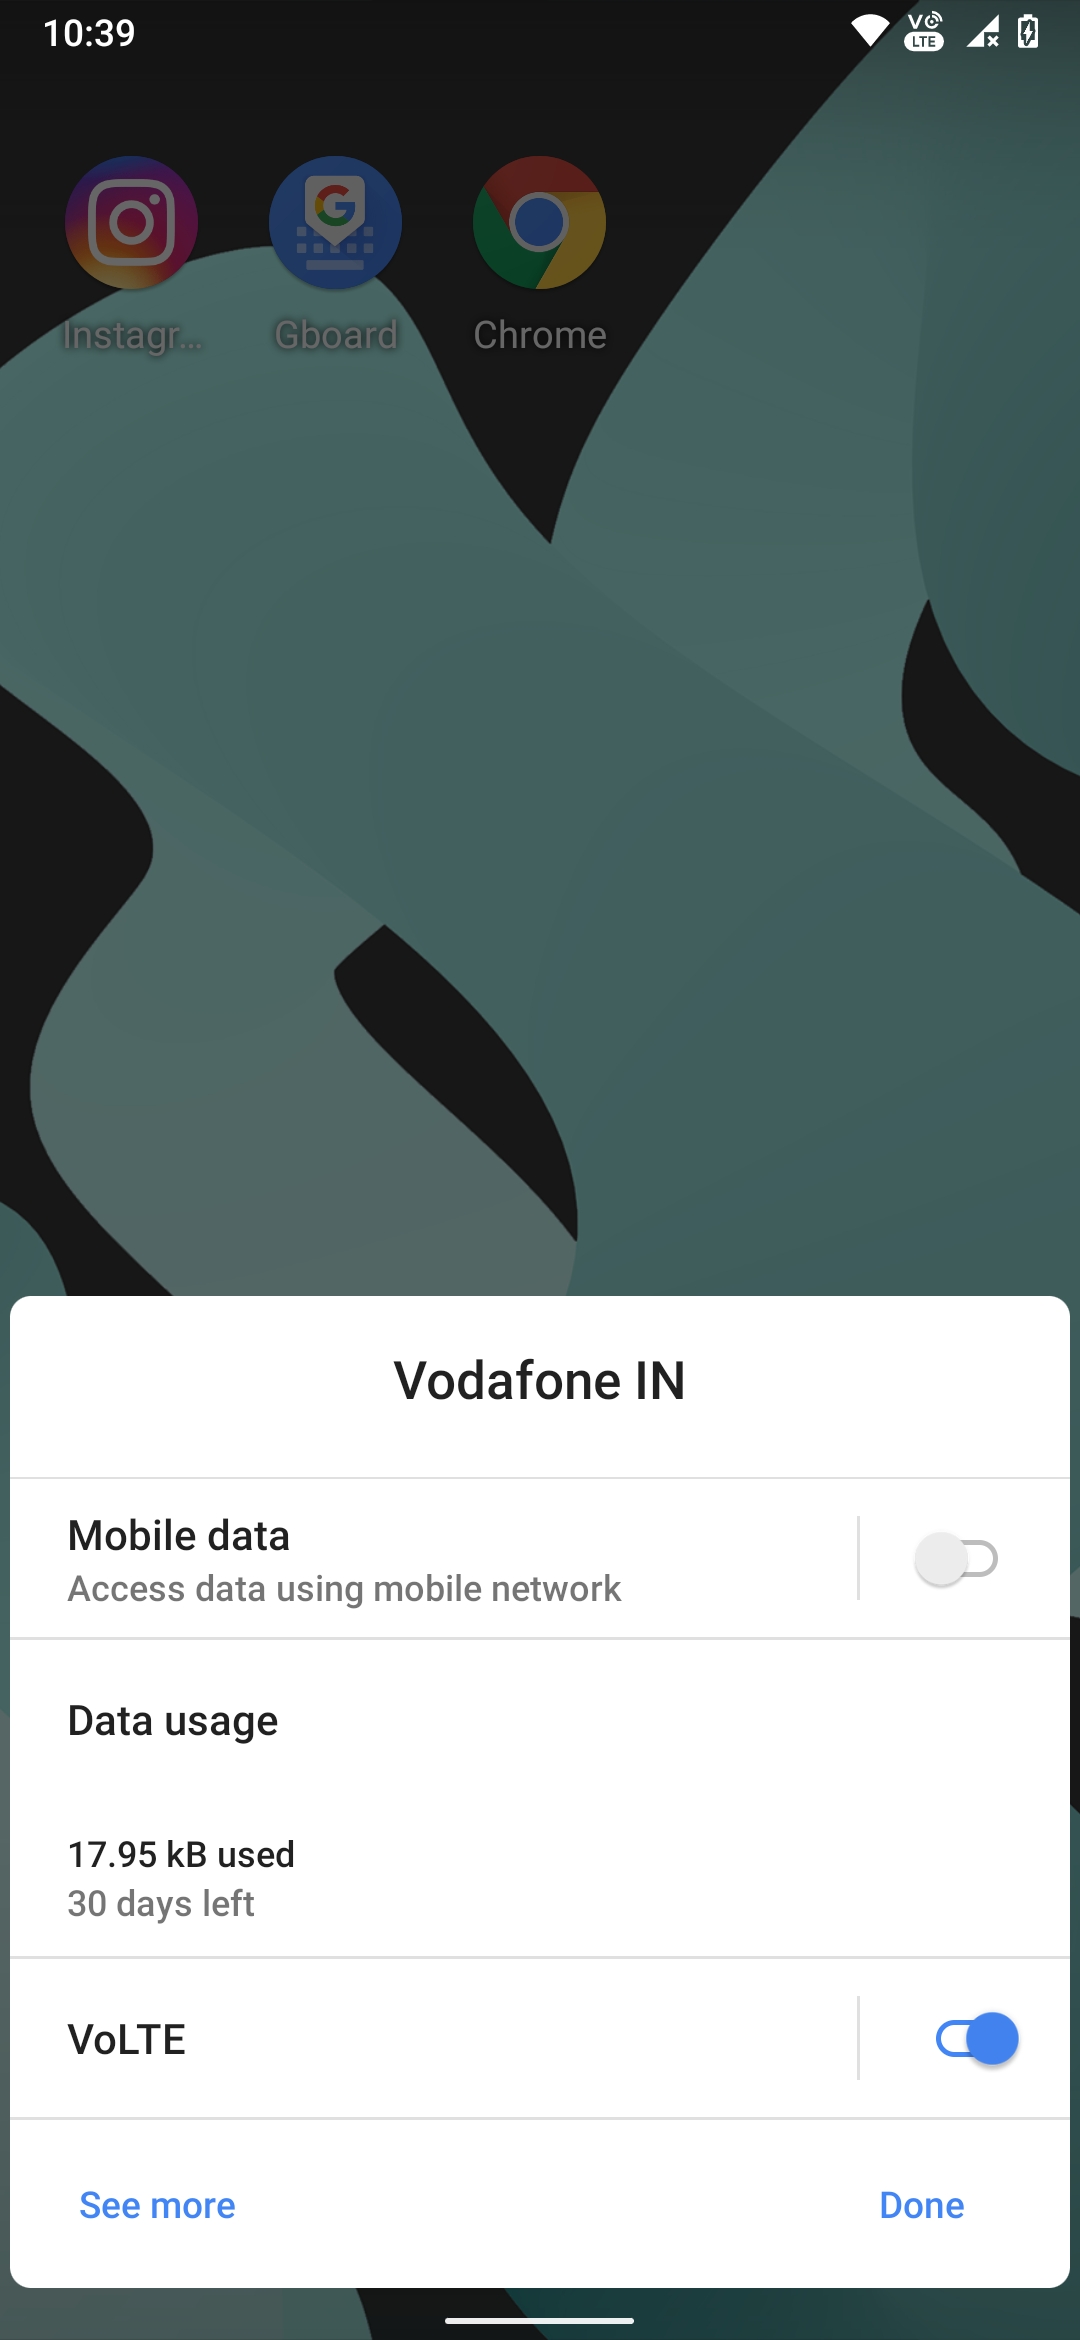 10:39
VO
LTE
Instagr...
Gboard
Chrome
Vodafone IN
Mobile data
Access data using mobile network
Data usage
17.95 kB used
30 days left
VoLTE
See more
Done